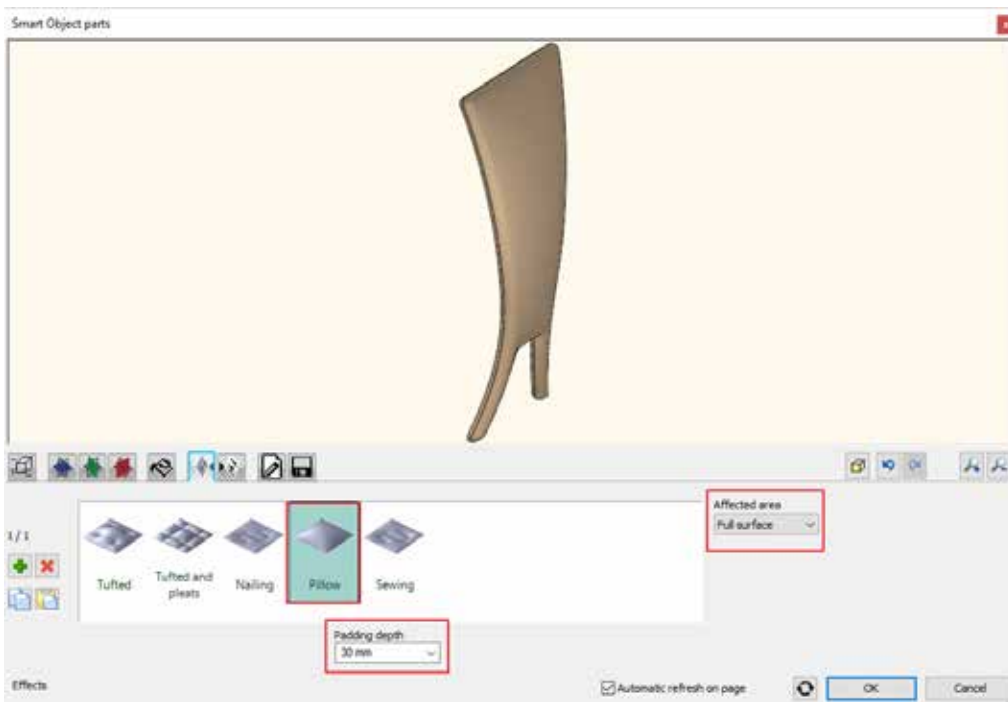 Smart Object parts
Affected area
Full surface
1/1
Tufted
Tufted and
pleats
Nailing
Pillow
Sewing
Padding depth
30 mm
Effects
Automatic refresh on page
OK
Cancel